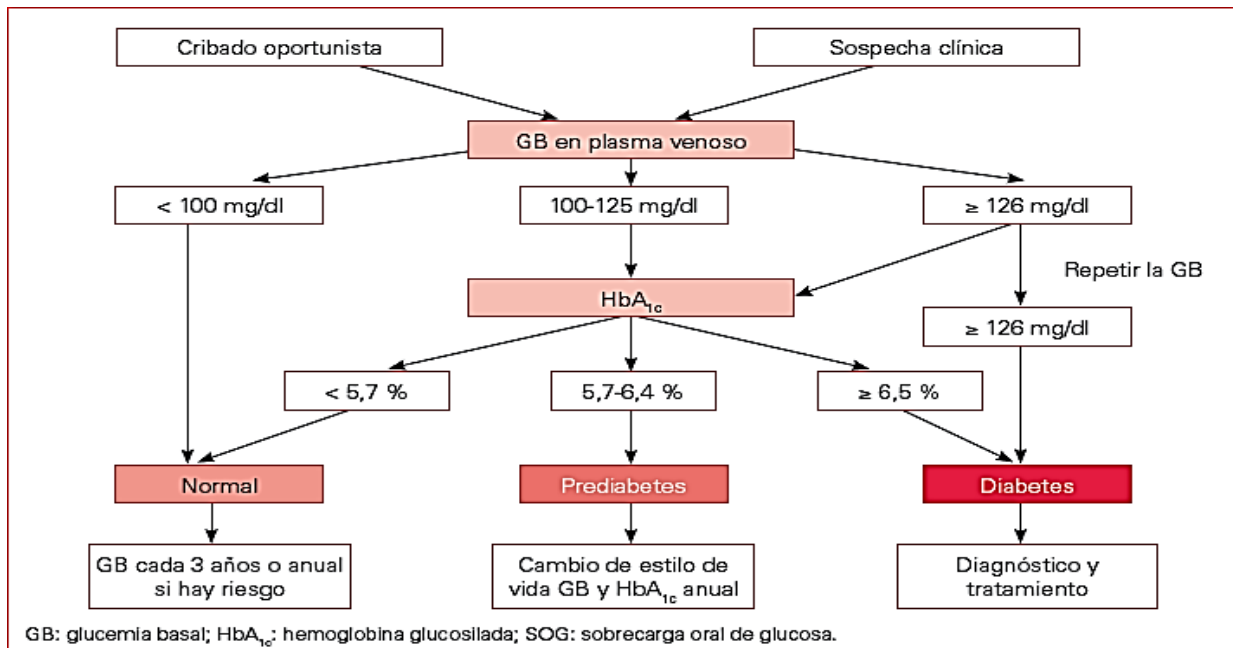 Cribado oportunista
Sospecha clínica
GB en plasma venoso
< 100 mg/dl
100-125 mg/dl
≥ 126 mg/dl
Repetir la GB
HbA1c
≥ 126 mg/dl
< 5,7 %
5,7-6,4 %
≥ 6,5 %
Normal
Prediabetes
Diabetes
GB cada 3 años o anual
si hay riesgo
Cambio de estilo de
vida GB y HbA1c anual
Diagnóstico y
tratamiento
GB: glucemia basal; HbA1c: hemoglobina glucosilada; SOG: sobrecarga oral de glucosa.